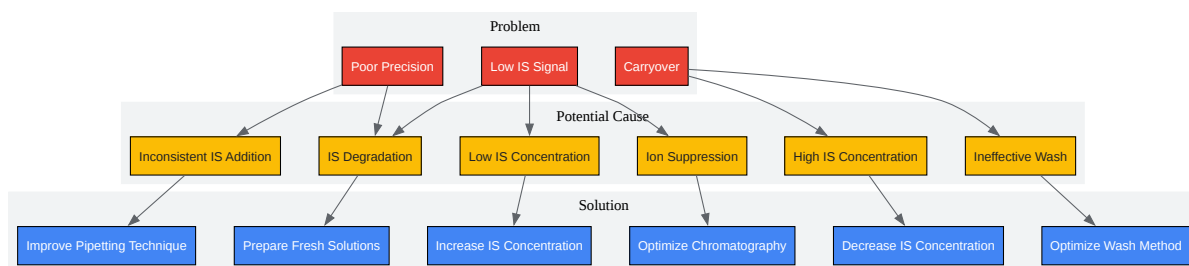 Problem
Poor Precision
Low IS Signal
Carryover
Potential Cause
Inconsistent IS Addition
IS Degradation
Low IS Concentration
Ion Suppression
High IS Concentration
Ineffective Wash
Solution
Improve Pipetting Technique
Prepare Fresh Solutions
Increase IS Concentration
Optimize Chromatography
Decrease IS Concentration
Optimize Wash Method